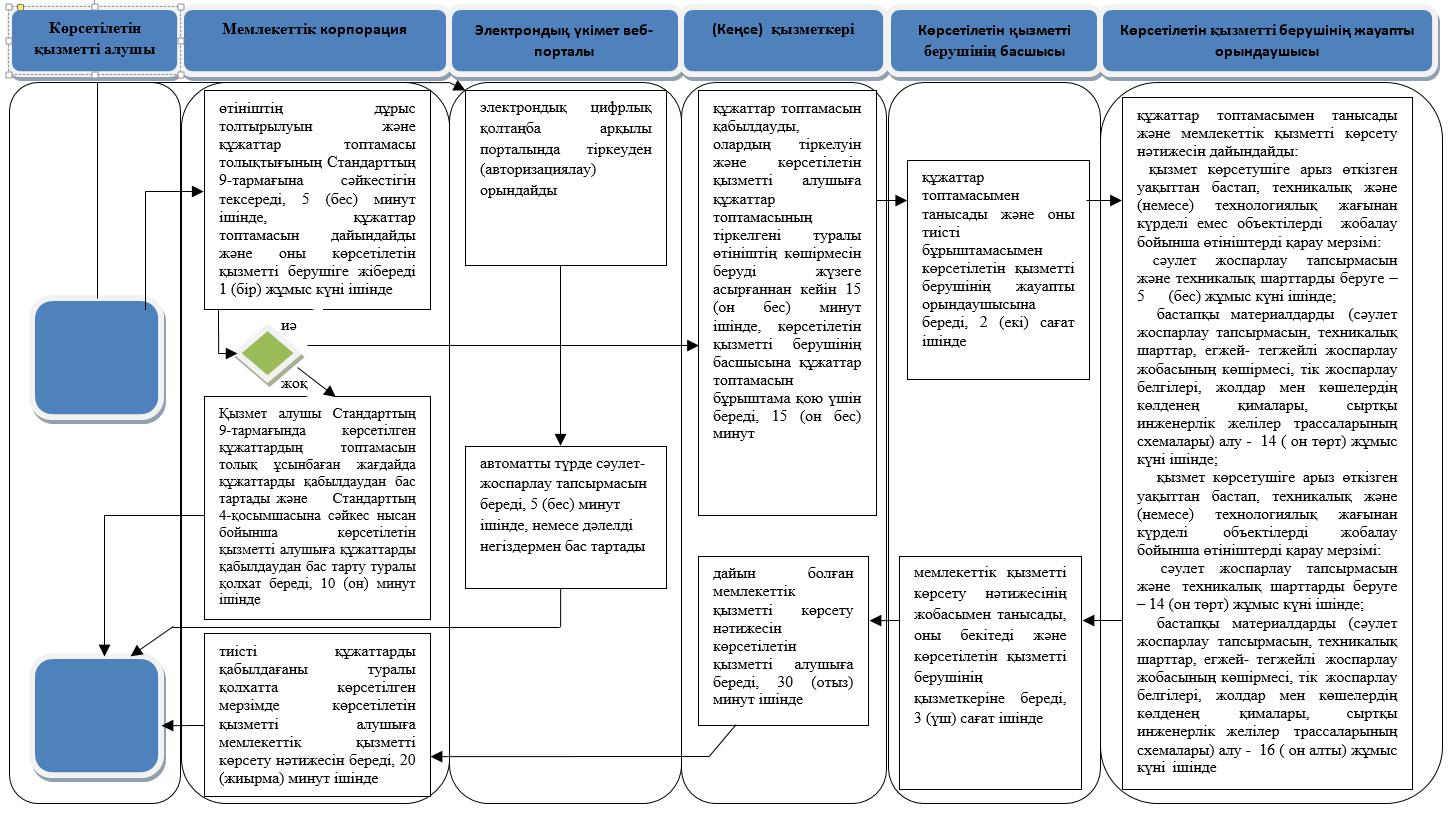 Көрсетілетін
қызметті алушы
Мемлекеттік корпорация
Электрондық үкімет веб-
порталы
(Кеңсе) қызметкері
Көрсетілетін қызметті
берушінің басшысы
Көрсетілетін қызметті берушінің жауапты
орындаушысы
өтініштің дұрыс
толтырылуын және
құжаттар топтамасы
толықтығының Стандарттың
9-тармағына сәйкестігін
тексереді, 5 (бес) минут
ішінде, құжаттар
топтамасын дайындайды
және оны көрсетілетін
қызметті берушіге жібереді
1 (бір) жұмыс күні ішінде
иә
жоқ
Қызмет алушы Стандарттың
9-тармағында көрсетілген
құжаттардың топтамасын
толық ұсынбаған жағдайда
құжаттарды қабылдаудан бас
тартады және Стандарттың
4-қосымшасына сәйкес нысан
бойынша көрсетілетін
қызметті алушыға құжаттарды
қабылдаудан бас тарту туралы
қолхат береді, 10 (он) минут
ішінде
тиісті құжаттарды
қабылдағаны туралы
қолхатта көрсетілген
мерзімде көрсетілетін
қызметті алушыға
мемлекеттік қызметті
көрсету нәтижесін береді, 20
(жиырма) минут ішінде
электрондық цифрлық
қолтаңба арқылы
порталында тіркеуден
(авторизациялау)
орындайды
автоматты түрде сәулет-
жоспарлау тапсырмасын
береді, 5 (бес) минут
ішінде, немесе дәлелді
негіздермен бас тартады
құжаттар топтамасын
қабылдауды,
олардың тіркелуін
және көрсетілетін
қызметті алушыға
құжаттар
топтамасының
тіркелгені туралы
өтініштің көшірмесін
беруді жүзеге
асырғаннан кейін 15
(он бес) минут
ішінде, көрсетілетін
қызметті берушінің
басшысына құжаттар
топтамасын
бұрыштама қою үшін
береді, 15 (он бес)
минут
дайын болған
мемлекеттік
қызметті көрсету
нәтижесін
көрсетілетін
қызметті алушыға
береді, 30 (отыз)
минут ішінде
құжаттар
топтамасымен
танысады және оны
тиісті
бұрыштамасымен
көрсетілетін қызметті
берушінің жауапты
орындаушысына
береді, 2 (екі) сағат
ішінде
мемлекеттік қызметті
көрсету нәтижесінің
жобасымен танысады,
оны бекітеді және
көрсетілетін қызметті
берушінің
қызметкеріне береді,
3 (үш) сағат ішінде
құжаттар топтамасымен танысады
және мемлекеттік қызметті көрсету
нәтижесін дайындайды:
қызмет көрсетушіге арыз өткізген
уақыттан бастап, техникалық және
(немесе) технологиялық жағынан
күрделі емес объектілерді жобалау
бойынша өтініштерді қарау мерзімі:
сәулет жоспарлау тапсырмасын
және техникалық шарттарды беруге –
5 (бес) жұмыс күні ішінде;
бастапқы материалдарды (сәулет
жоспарлау тапсырмасын, техникалық
шарттар, егжей- тегжейлі жоспарлау
жобасының көшірмесі, тік жоспарлау
белгілері, жолдар мен көшелердің
көлденең қималары, сыртқы
инженерлік желілер трассаларының
схемалары) алу - 14 ( он төрт) жұмыс
күні ішінде;
қызмет көрсетушіге арыз өткізген
уақыттан бастап, техникалық және
(немесе) технологиялық жағынан
күрделі объектілерді жобалау
бойынша өтініштерді қарау мерзімі:
сәулет жоспарлау тапсырмасын
және техникалық шарттарды беруге
– 14 (он төрт) жұмыс күні ішінде;
бастапқы материалдарды (сәулет
жоспарлау тапсырмасын, техникалық
шарттар, егжей- тегжейлі жоспарлау
жобасының көшірмесі, тік жоспарлау
белгілері, жолдар мен көшелердің
көлденең қималары, сыртқы
инженерлік желілер трассаларының
схемалары) алу - 16 ( он алты) жұмыс
күні ішінде